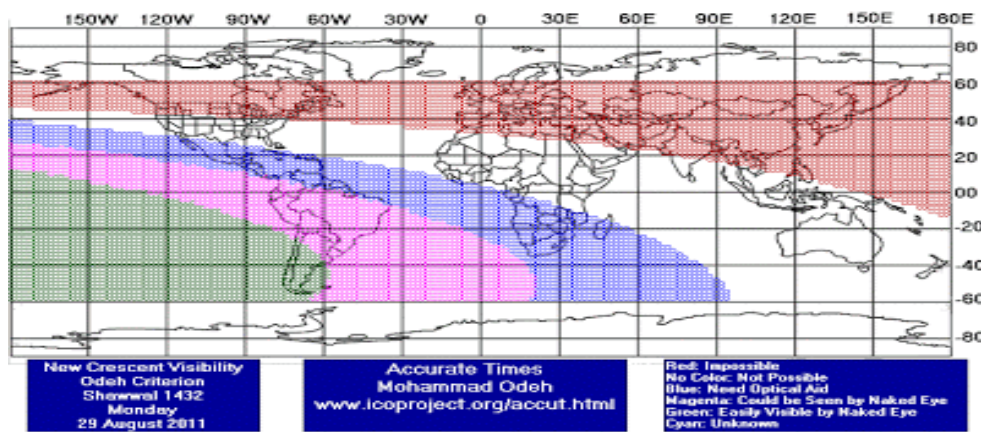 150W 120W 90W 60W 30W 0 30E 60E 90E 120E 150E 180E
80
60
40
20
00
-20
-40
-60
-80
New Crescent Visibility
Odeh Criterion
Shawwal 1432
Monday
29 August 2011
Accurate Times
Mohammad Odeh
www.icoproject.org/accut.html
Red: Impossible
No Color: Not Possible
Blue: Need Optical Aid
Magenta: Could be Seen by Naked Eye
Green: Easily Visible by Naked Eye
Cyan: Unknown